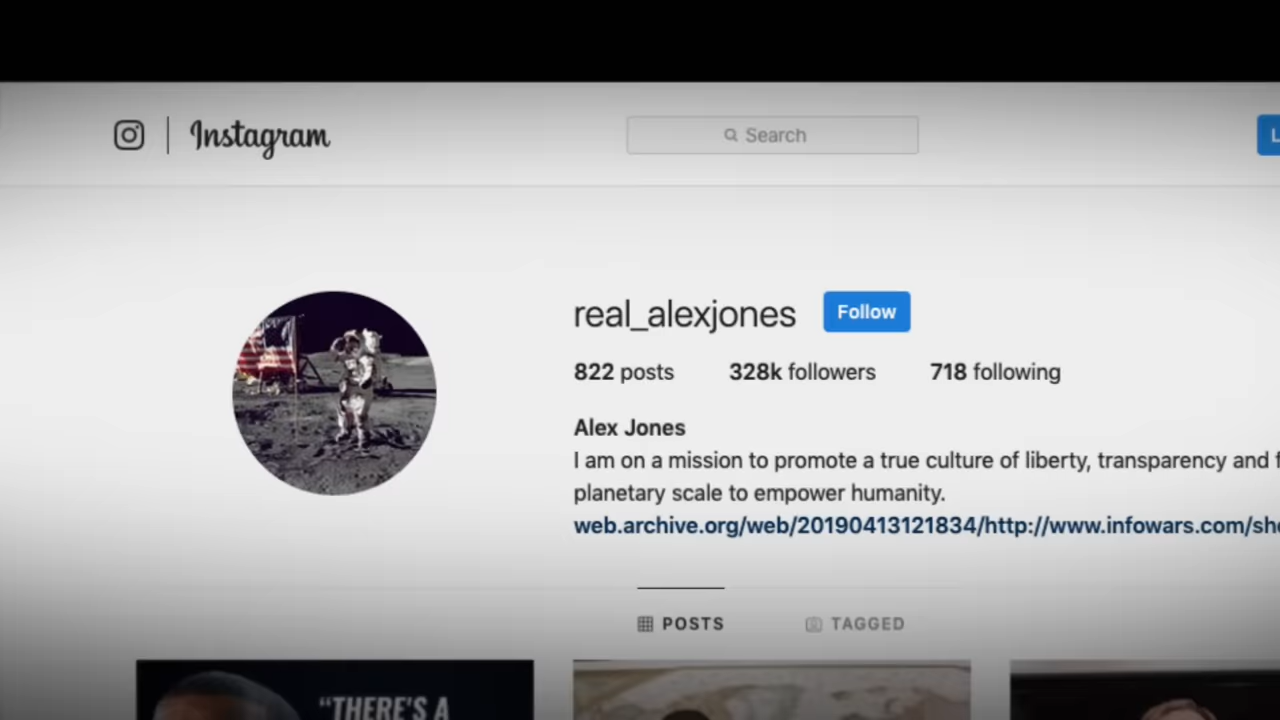 Instagram
Search
real_alexjones Follow
822 posts 328k followers 718 following
Alex Jones
I am on a mission to promote a true culture of liberty, transparency and
planetary scale to empower humanity.
web.archive.org/web/20190413121834/http://www.infowars.com/sh
POSTS TAGGED
“THERE'S A